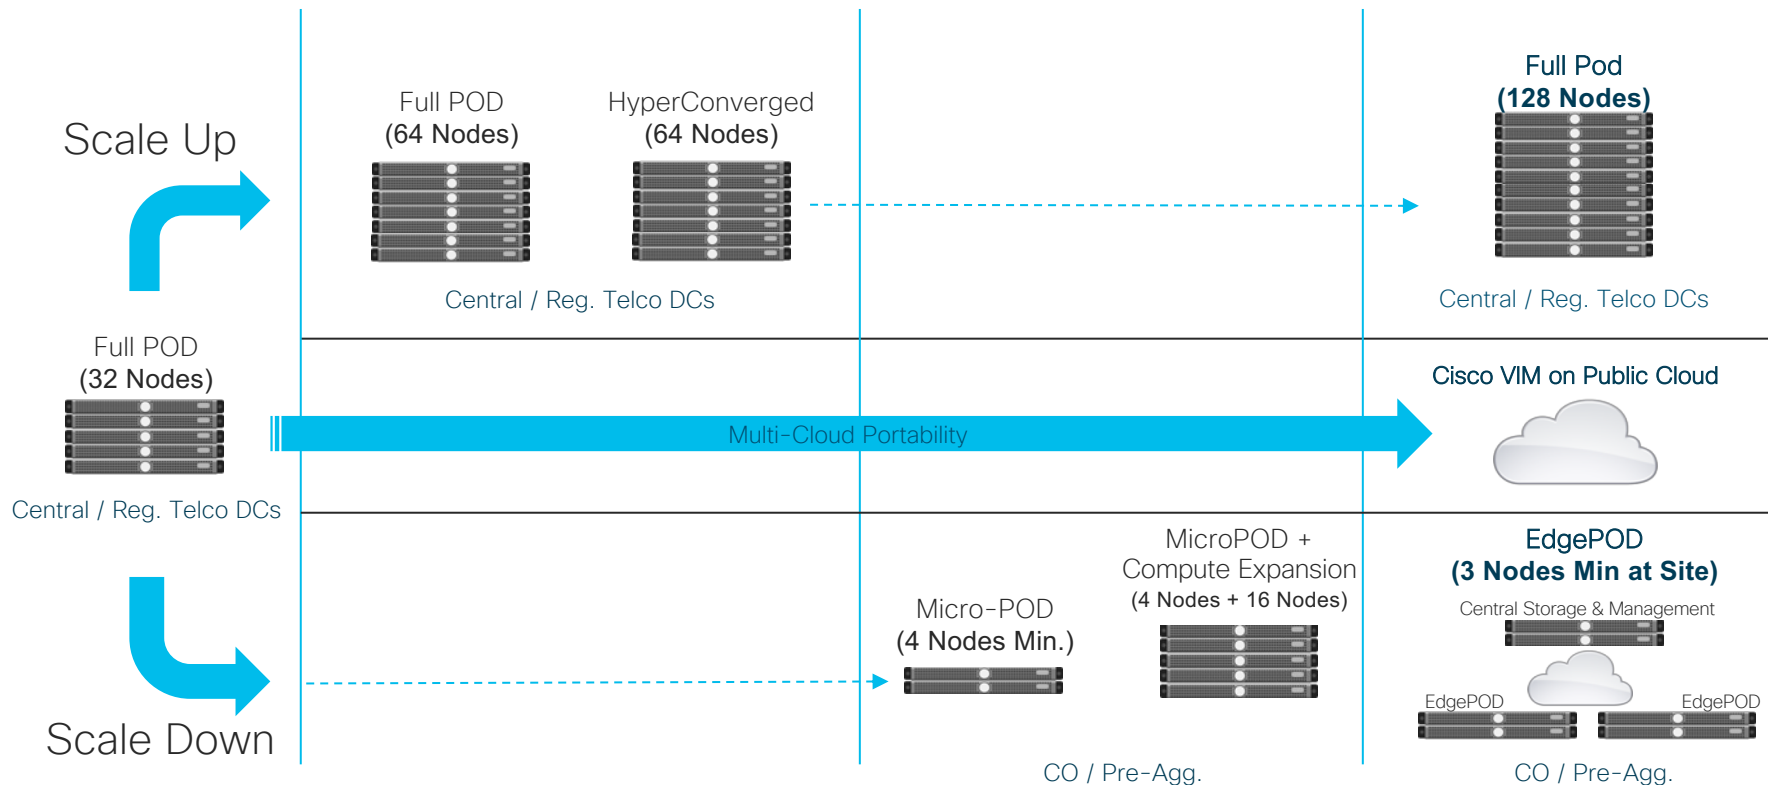 Scale Up
Full POD
(64 Nodes)
HyperConverged
(64 Nodes)
Central / Reg. Telco DCs
Full Pod
(128 Nodes)
Central / Reg. Telco DCs
Full POD
(32 Nodes)
Central / Reg. Telco DCs
Multi-Cloud Portability
Cisco VIM on Public Cloud
Scale Down
Micro-POD
(4 Nodes Min.)
MicroPOD +
Compute Expansion
(4 Nodes + 16 Nodes)
CO / Pre-Agg.
EdgePOD
(3 Nodes Min at Site)
Central Storage & Management
EdgePOD
EdgePOD
CO / Pre-Agg.